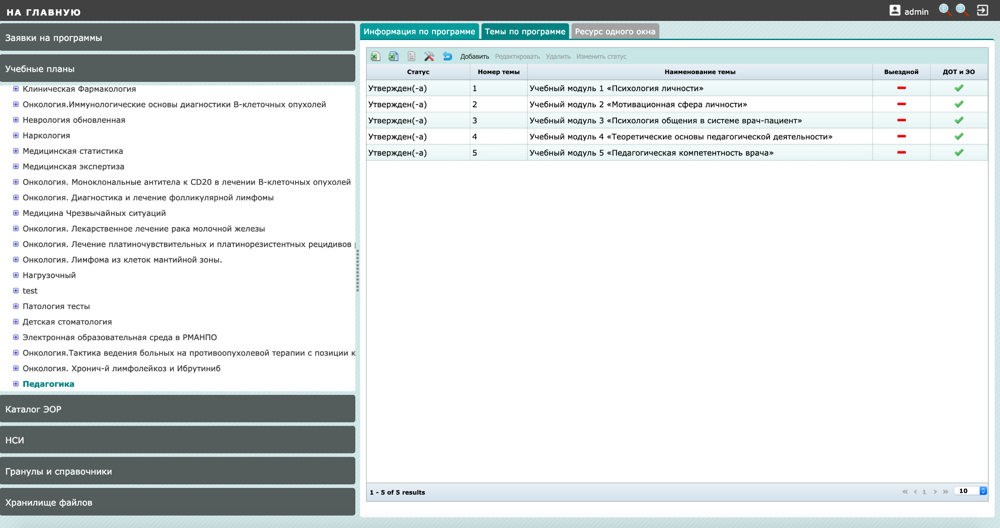 НА ГЛАВНУЮ
admin
Заявки на программы
Учебные планы
Клиническая Фармакология
Онкология.Иммунологические основы диагностики В-клеточных опухолей
Неврология обновленная
Наркология
Медицинская статистика
Медицинская экспертиза
Онкология. Моноклональные антитела к CD20 в лечении В-клеточных опухолей
Онкология. Диагностика и лечение фолликулярной лимфомы
Медицина Чрезвычайных ситуаций
Онкология. Лекарственное лечение рака молочной железы
Онкология. Лечение платиночувствительных и платинорезистентных рецидивов
Онкология. Лимфома из клеток мантийной зоны.
Нагрузочный
test
Патология тесты
Детская стоматология
Электронная образовательная среда в РМАНПО
Онкология.Тактика ведения больных на противоопухолевой терапии с позиции к
Онкология. Хронич-й лимфолейкоз и Ибрутиниб
Педагогика
Каталог ЭОР
НСИ
Гранулы и справочники
Хранилище файлов
Информация по программе Темы по программе Ресурс одного окна
Добавить Редактировать Удалить Изменить статус
Статус Номер темы Наименование темы Выездной ДОТ и ЭО
Утвержден(-а) 1 Учебный модуль 1 «Психология личности»
Утвержден(-а) 2 Учебный модуль 2 «Мотивационная сфера личности»
Утвержден(-а) 3 Учебный модуль 3 «Психология общения в системе врач-пациент»
Утвержден(-а) 4 Учебный модуль 4 «Теоретические основы педагогической деятельности»
Утвержден(-а) 5 Учебный модуль 5 «Педагогическая компетентность врача»
1 - 5 of 5 results « < 1 > » 10